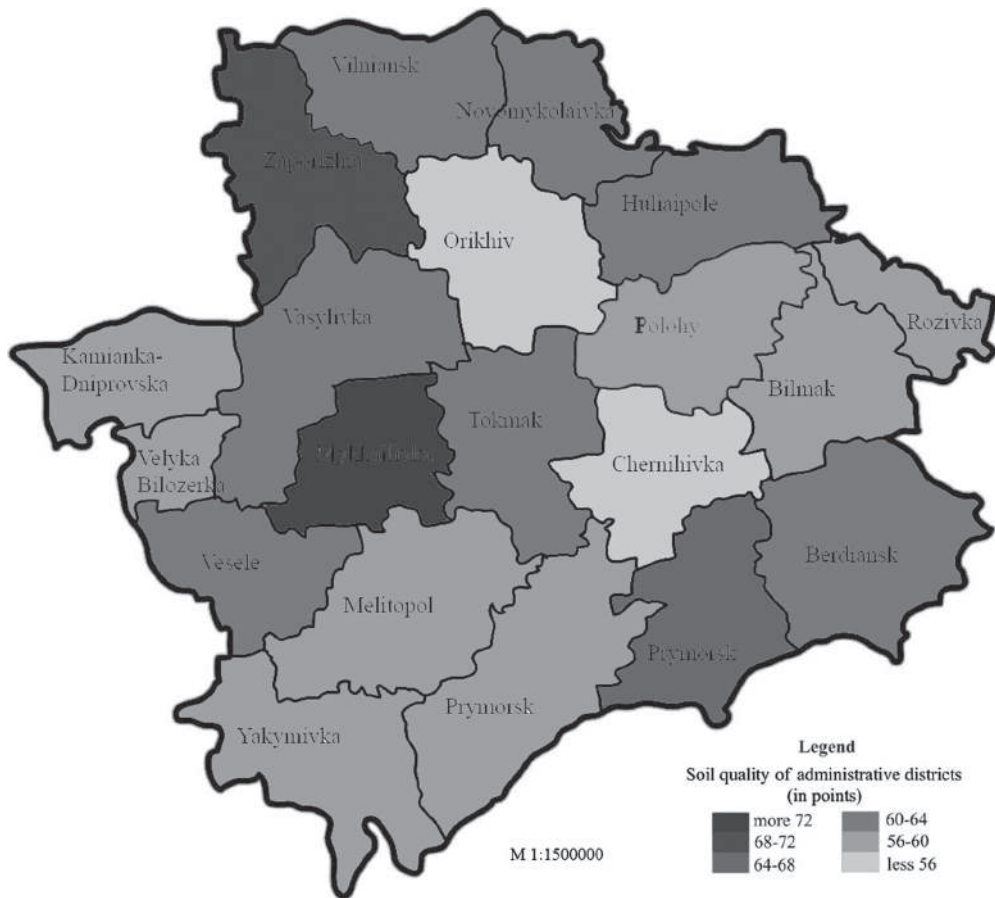 Vilniansk
Novomykolaivka
Zaporizhia
Huliaipole
Orikhiv
Vasylivka
Polohy
Rozivka
Kamianka-
Dniprovska
Bilmak
Tokmak
Velyka
Bilozerka
Chernihivka
Vesele
Berdiansk
Melitopol
Prymorsk
Prymorsk
Yakymivka
Legend
Soil quality of administrative districts
(in points)
more 72
68-72
64-68
60-64
56-60
less 56
M 1:1500000